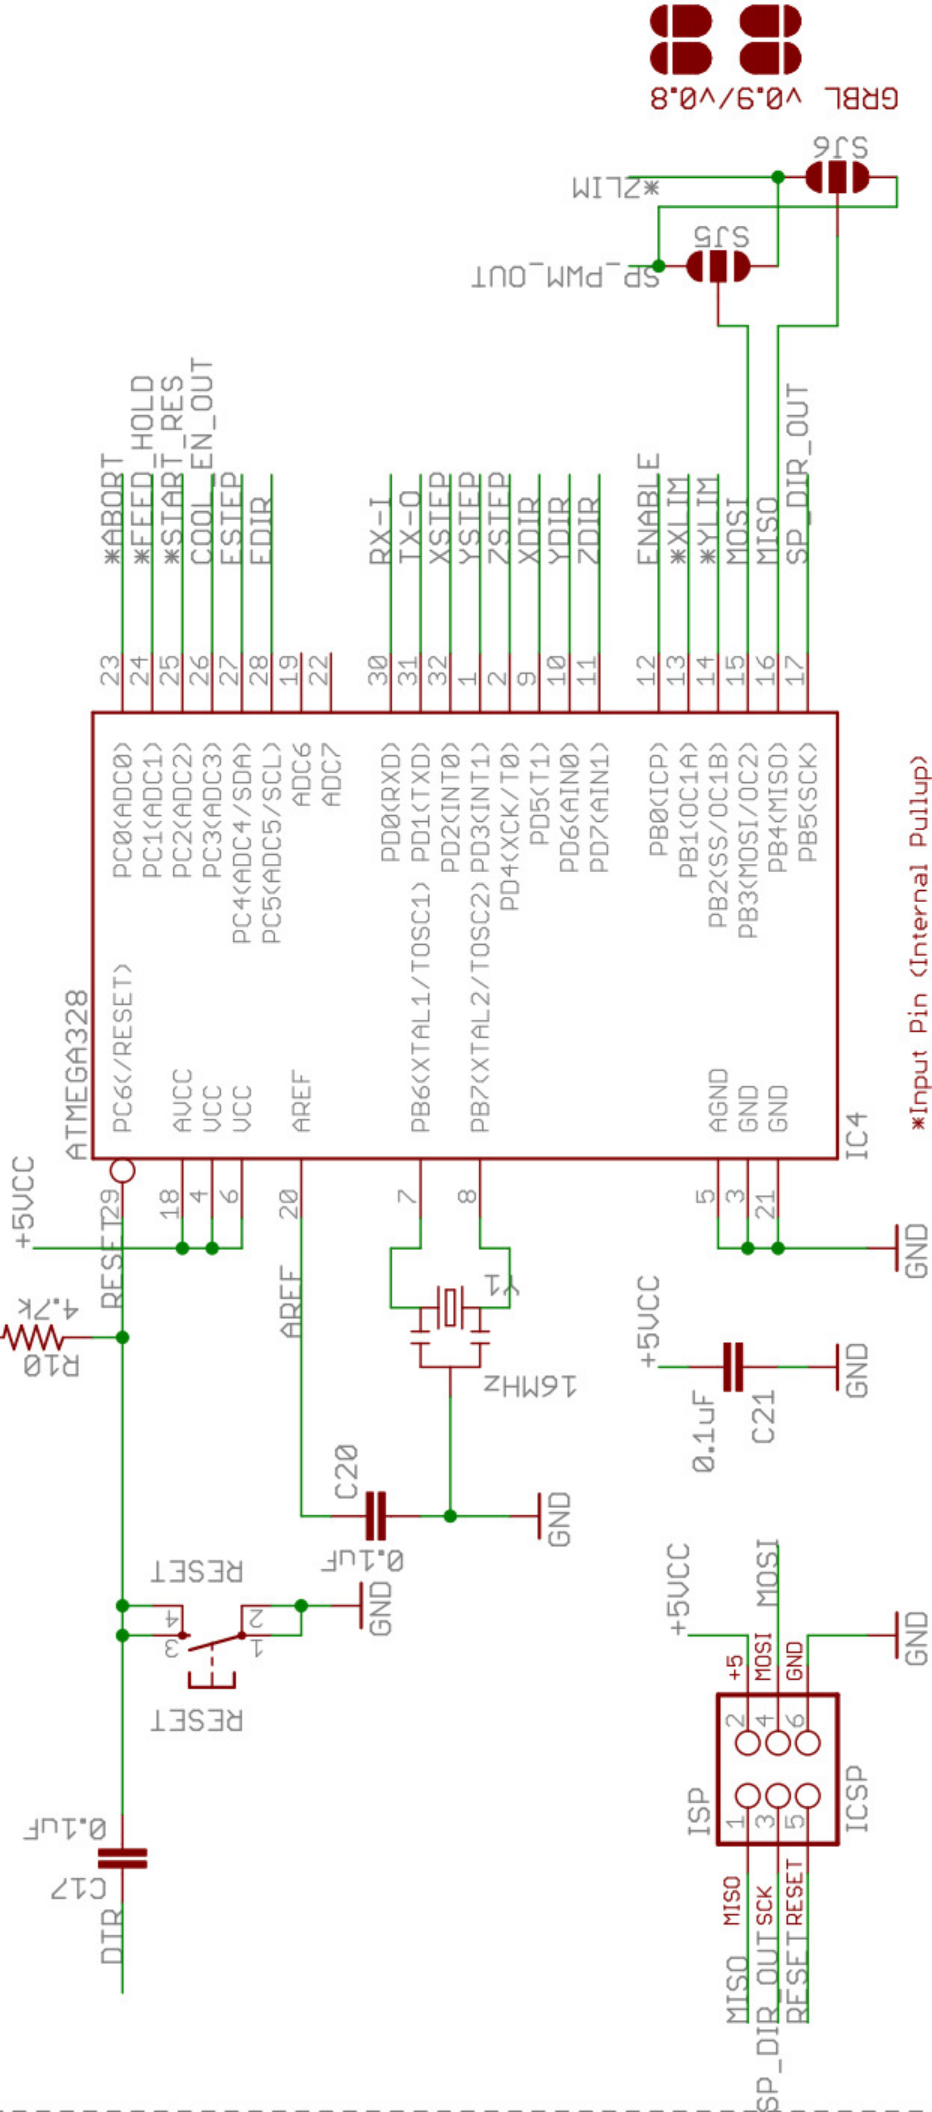 GRBL
v0.9/v0.8
SJ6
*ZLIM
SJ5
SP_PWM_OUT
*ABORT
*FEED_HOLD
*START_RES
COOL_EN_OUT
ESTEP
EDIR
RX-I
TX-O
XSTEP
YSTEP
ZSTEP
XDIR
YDIR
ZDIR
ENABLE
*XLIM
*YLIM
MOSI
MISO
SP_DIR_OUT
23
24
25
26
27
28
19
22
30
31
32
1
2
9
10
11
12
13
14
15
16
17
PC0(ADC0)
PC1(ADC1)
PC2(ADC2)
PC3(ADC3)
PC4(ADC4/SDA)
PC5(ADC5/SCL)
ADC6
ADC7
PD0(RXD)
PD1(TXD)
PD2(INT0)
PD3(INT1)
PD4(XCK/T0)
PD5(T1)
PD6(AIN0)
PD7(AIN1)
PB0(ICP)
PB1(OC1A)
PB2(SS/OC1B)
PB3(MOSI/OC2)
PB4(MISO)
PB5(SCK)
ATMEGA328
PC6(/RESET)
AVCC
VCC
VCC
AREF
PB6(XTAL1/TOSC1)
PB7(XTAL2/TOSC2)
AGND
GND
GND
IC4
*Input Pin (Internal Pullup)
29
18
4
6
20
7
8
5
3
21
+5VCC
RESET
AREF
GND
4.7k
R10
Y1
16MHz
+5VCC
0.1uF
C21
GND
C20
0.1uF
GND
RESET
4
3
2
1
GND
RESET
0.1uF
C17
DTR
+5VCC
MOSI
GND
+5
MOSI
GND
2
4
6
ISP
1
3
5
ICSP
MISO
SCK
RESET
MISO
SP_DIR_OUT
RESET